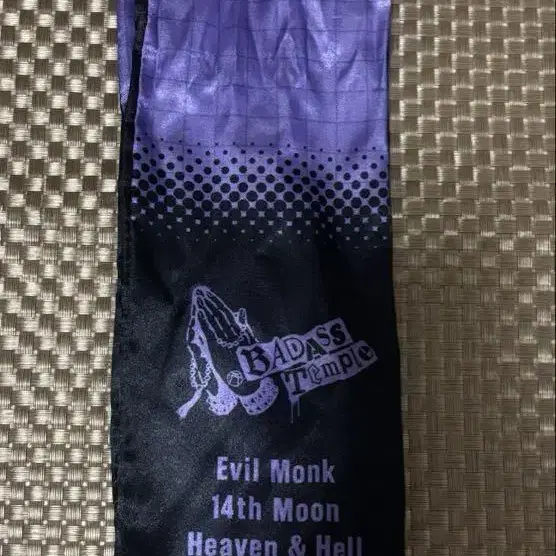 BADASS
Temple
Evil Monk
14th Moon
Heaven & Hell